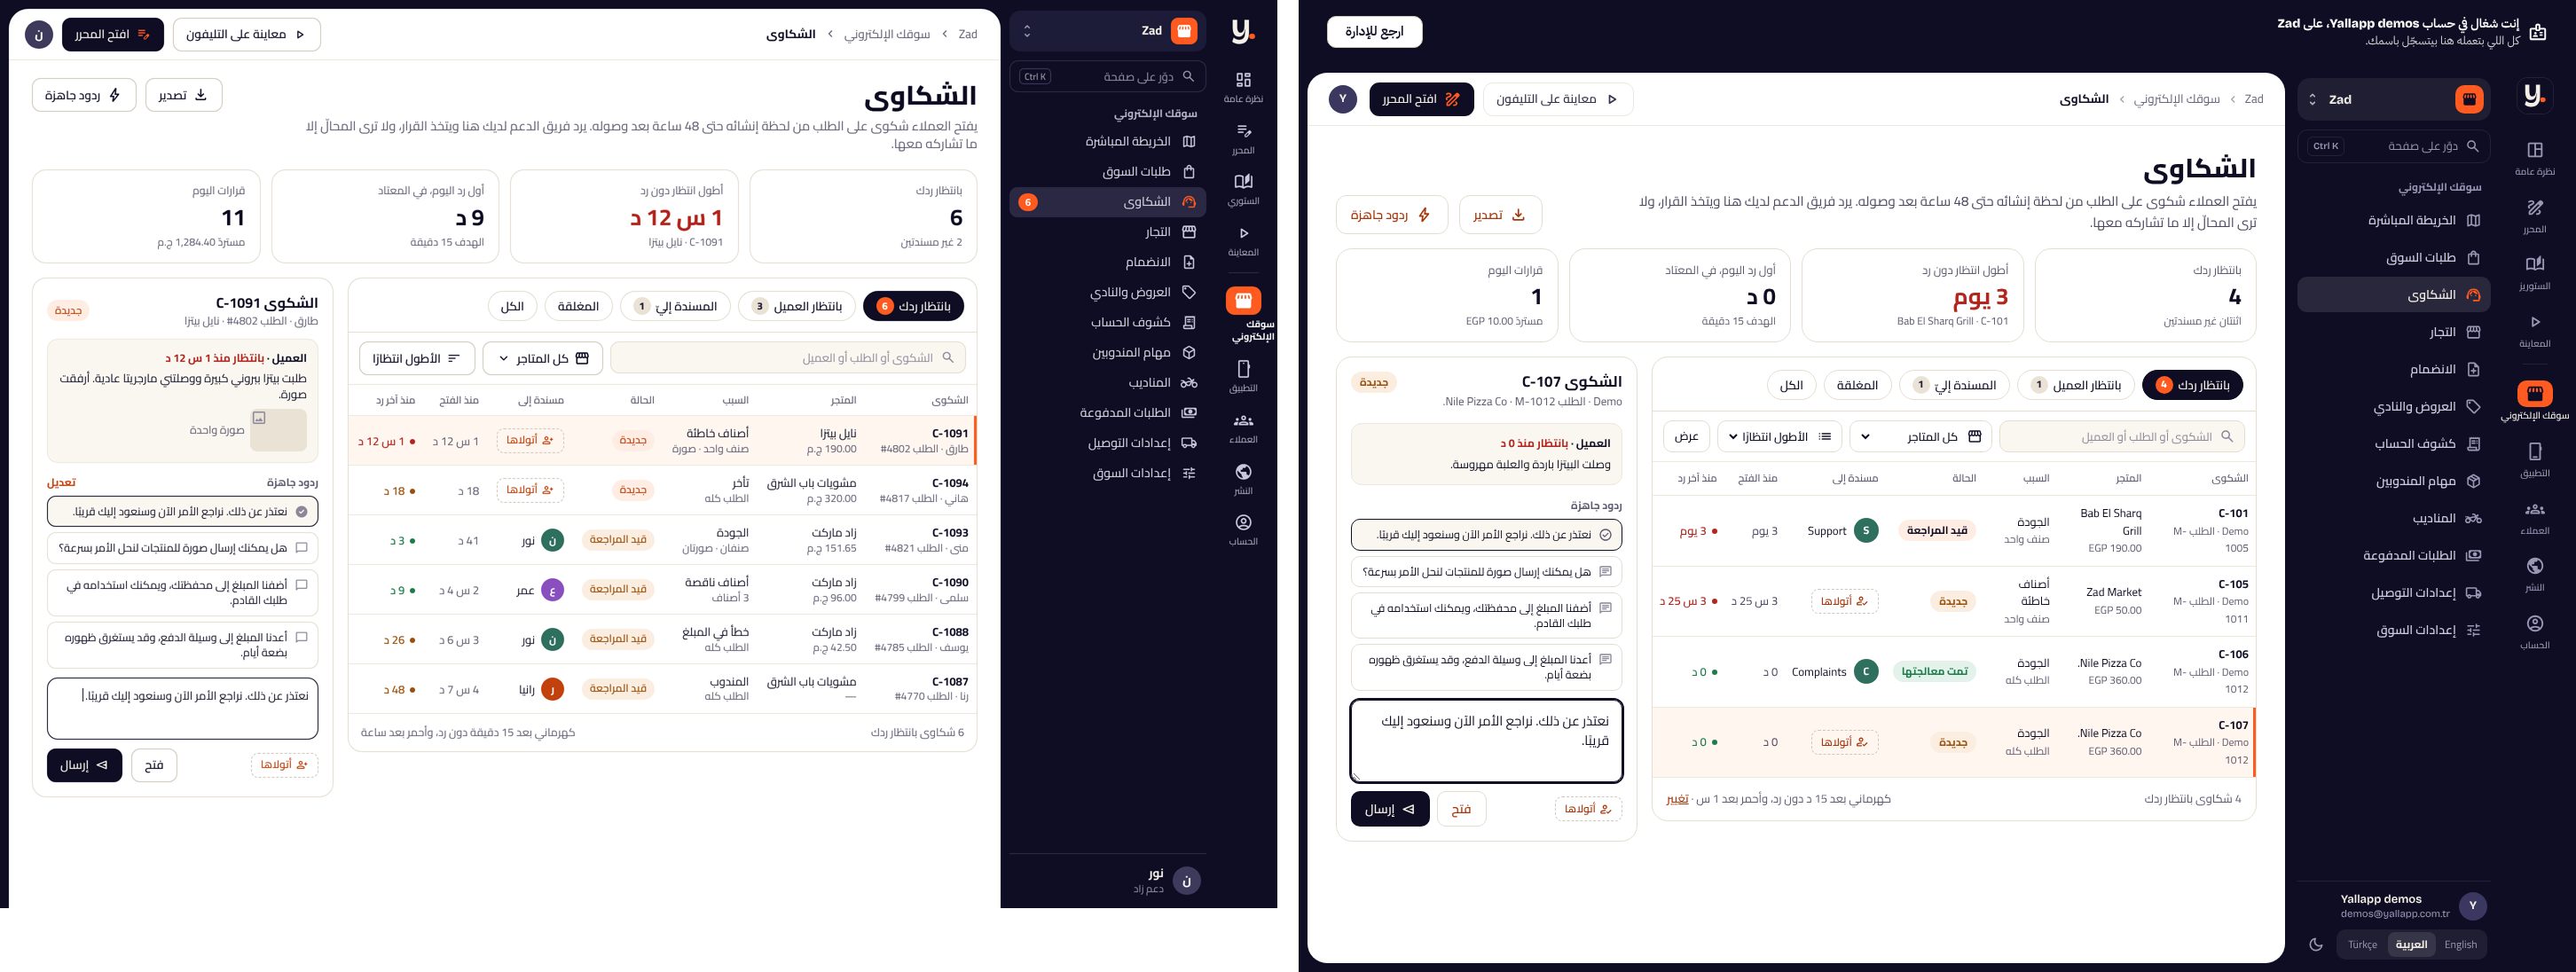 y.
نظرة عامة
المحرر
الستوري
المعاينة
سوقك الإلكتروني
التطبيق
العملاء
النشر
الحساب
Zad
دوّر على صفحة
Ctrl K
سوقك الإلكتروني
الخريطة المباشرة
طلبات السوق
الشكاوى 6
التجار
الانضمام
العروض والنادي
كشوف الحساب
مهام المندوبين
المناديب
الطلبات المدفوعة
إعدادات التوصيل
إعدادات السوق
نور
دعم زاد
ن
Zad
سوقك الإلكتروني
الشكاوى
معاينة على التليفون
افتح المحرر
ن
الشكاوى
يفتح العملاء شكوى على الطلب من لحظة إنشائه حتى 48 ساعة بعد وصوله. يرد فريق الدعم لديك هنا ويتخذ القرار، ولا ترى المحالّ إلا
ما تشاركه معها.
تصدير
ردود جاهزة
بانتظار ردك
6
2 غير مسندتين
أطول انتظار دون رد
1 س 12 د
C-1091 · نايل بيتزا
أول رد اليوم، في المعتاد
9 د
الهدف 15 دقيقة
قرارات اليوم
11
مستردّ 1,284.40 ج.م
بانتظار ردك 6
بانتظار العميل 3
المسندة إليّ 1
المغلقة
الكل
الشكوى أو الطلب أو العميل
كل المتاجر
الأطول انتظارًا
الشكوى
المتجر
السبب
الحالة
مسندة إلى
منذ الفتح
منذ آخر رد
C-1091
طارق · الطلب 4802#
نايل بيتزا
190.00 ج.م
أصناف خاطئة
صنف واحد · صورة
جديدة
أتولاها
1 س 12 د
1 س 12 د
C-1094
هاني · الطلب 4817#
مشويات باب الشرق
320.00 ج.م
تأخر
الطلب كله
جديدة
أتولاها
18 د
18 د
C-1093
منى · الطلب 4821#
زاد ماركت
151.65 ج.م
الجودة
صنفان · صورتان
قيد المراجعة
ن نور
41 د
3 د
C-1090
سلمى · الطلب 4799#
زاد ماركت
96.00 ج.م
أصناف ناقصة
3 أصناف
قيد المراجعة
ع عمر
2 س 4 د
9 د
C-1088
يوسف · الطلب 4785#
زاد ماركت
42.50 ج.م
خطأ في المبلغ
الطلب كله
قيد المراجعة
ن نور
3 س 6 د
26 د
C-1087
رنا · الطلب 4770#
مشويات باب الشرق
—
المندوب
الطلب كله
قيد المراجعة
ر رانيا
4 س 7 د
48 د
6 شكاوى بانتظار ردك
كهرماني بعد 15 دقيقة دون رد، وأحمر بعد ساعة
الشكوى C-1091
طارق · الطلب 4802# · نايل بيتزا
جديدة
العميل · بانتظار منذ 1 س 12 د
طلبت بيتزا ببروني كبيرة ووصلتني مارجريتا عادية. أرفقت
صورة.
صورة واحدة
ردود جاهزة
تعديل
نعتذر عن ذلك. نراجع الأمر الآن وسنعود إليك قريبًا.
هل يمكنك إرسال صورة للمنتجات لنحل الأمر بسرعة؟
أضفنا المبلغ إلى محفظتك، ويمكنك استخدامه في
طلبك القادم.
أعدنا المبلغ إلى وسيلة الدفع، وقد يستغرق ظهوره
بضعة أيام.
نعتذر عن ذلك. نراجع الأمر الآن وسنعود إليك قريبًا.
أتولاها
فتح
إرسال
إنت شغال في حساب Yallapp demos، على Zad
كل اللي بتعمله هنا بيتسجّل باسمك.
ارجع للإدارة
y.
نظرة عامة
المحرر
الستوريز
المعاينة
سوقك الإلكتروني
التطبيق
العملاء
النشر
الحساب
Zad
دوّر على صفحة
Ctrl K
سوقك الإلكتروني
الخريطة المباشرة
طلبات السوق
الشكاوى
التجار
الانضمام
العروض والنادي
كشوف الحساب
مهام المندوبين
المناديب
الطلبات المدفوعة
إعدادات التوصيل
إعدادات السوق
Yallapp demos
demos@yallapp.com.tr
Y
English
العربية
Türkçe
Zad
سوقك الإلكتروني
الشكاوى
معاينة على التليفون
افتح المحرر
Y
الشكاوى
يفتح العملاء شكوى على الطلب من لحظة إنشائه حتى 48 ساعة بعد وصوله. يرد فريق الدعم لديك هنا ويتخذ القرار، ولا
ترى المحالّ إلا ما تشاركه معها.
تصدير
ردود جاهزة
بانتظار ردك
4
اثنتان غير مسندتين
أطول انتظار دون رد
3 يوم
Bab El Sharq Grill · C-101
أول رد اليوم، في المعتاد
0 د
الهدف 15 دقيقة
قرارات اليوم
1
مستردّ EGP 10.00
بانتظار ردك 4
بانتظار العميل 1
المسندة إليّ 1
المغلقة
الكل
الشكوى أو الطلب أو العميل
كل المتاجر
الأطول انتظارًا
عرض
الشكوى
المتجر
السبب
الحالة
مسندة إلى
منذ الفتح
منذ آخر رد
C-101
Demo · الطلب M-
1005
Bab El Sharq
Grill
EGP 190.00
الجودة
صنف واحد
قيد المراجعة
S Support
3 يوم
3 يوم
C-105
Demo · الطلب M-
1011
Zad Market
EGP 50.00
أصناف
خاطئة
صنف واحد
جديدة
أتولاها
3 س 25 د
3 س 25 د
C-106
Demo · الطلب M-
1012
Nile Pizza Co.
EGP 360.00
الجودة
الطلب كله
تمت معالجتها
C Complaints
0 د
0 د
C-107
Demo · الطلب M-
1012
Nile Pizza Co.
EGP 360.00
الجودة
الطلب كله
جديدة
أتولاها
0 د
0 د
4 شكاوى بانتظار ردك
كهرماني بعد 15 د دون رد، وأحمر بعد 1 س · تغيير
الشكوى C-107
Demo · الطلب M-1012 · Nile Pizza Co.
جديدة
العميل · بانتظار منذ 0 د
وصلت البيتزا باردة والعلبة مهروسة.
ردود جاهزة
نعتذر عن ذلك. نراجع الأمر الآن وسنعود إليك قريبًا.
هل يمكنك إرسال صورة للمنتجات لنحل الأمر بسرعة؟
أضفنا المبلغ إلى محفظتك، ويمكنك استخدامه في
طلبك القادم.
أعدنا المبلغ إلى وسيلة الدفع، وقد يستغرق ظهوره
بضعة أيام.
نعتذر عن ذلك. نراجع الأمر الآن وسنعود إليك
قريبًا.
أتولاها
فتح
إرسال